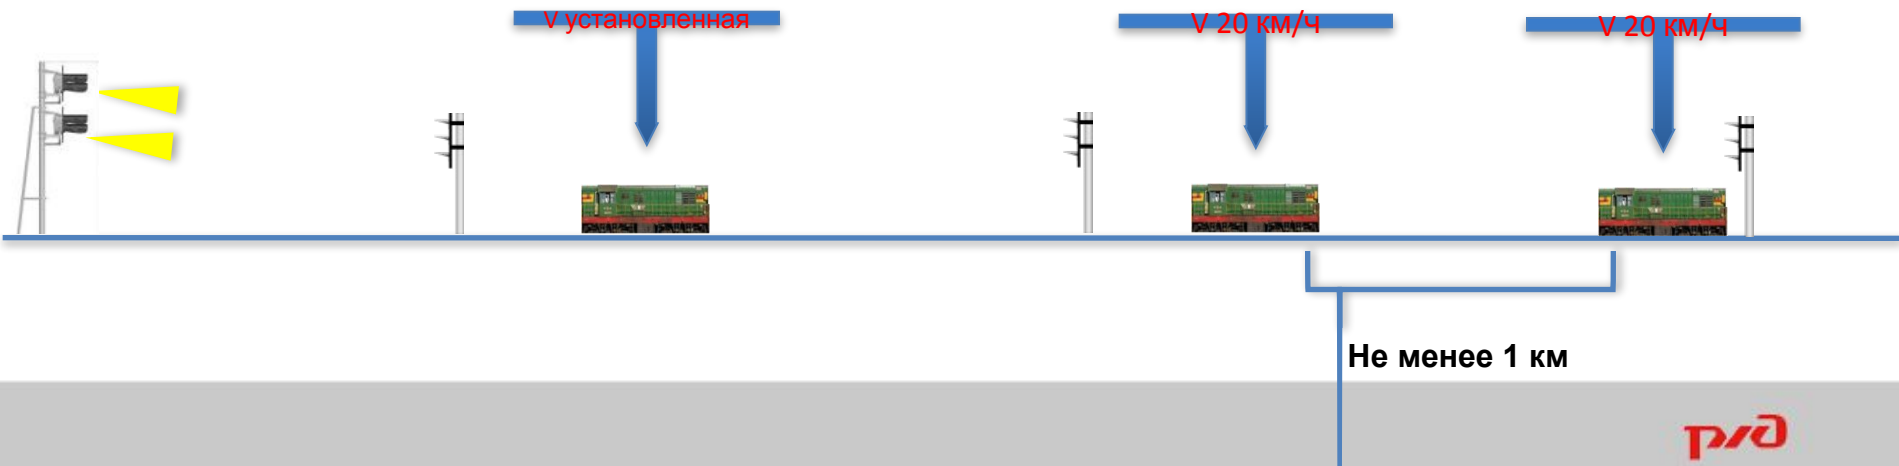 V установленная
V 20 км/ч
V 20 км/ч
Не менее 1 км
ржд